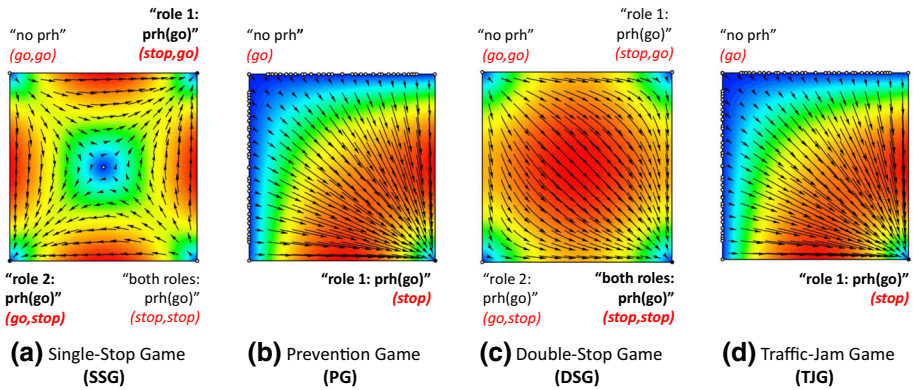 "no prh"
(go,go)
"role 1:
prh(go)"
(stop,go)
"no prh"
(go)
"no prh"
(go,go)
"role 1:
prh(go)"
(stop,go)
"no prh"
(go)
"role 2:
prh(go)"
(go,stop)
"both roles:
prh(go)"
(stop,stop)
"role 1: prh(go)"
(stop)
"role 2:
prh(go)"
(go,stop)
"both roles:
prh(go)"
(stop,stop)
"role 1: prh(go)"
(stop)
(a) Single-Stop Game
(SSG)
(b) Prevention Game
(PG)
(c) Double-Stop Game
(DSG)
(d) Traffic-Jam Game
(TJG)